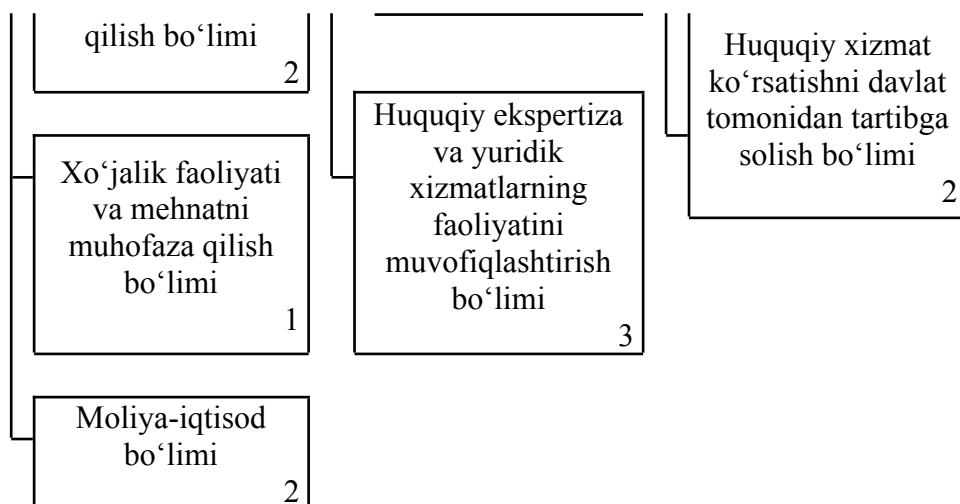 qilish bo‘limi
2
Xo‘jalik faoliyati
va mehnatni
muhofaza qilish
bo‘limi
1
Moliya-iqtisod
bo‘limi
2
Huquqiy ekspertiza
va yuridik
xizmatlarning
faoliyatini
muvofiqlashtirish
bo‘limi
3
Huquqiy xizmat
ko‘rsatishni davlat
tomonidan tartibga
solish bo‘limi
2